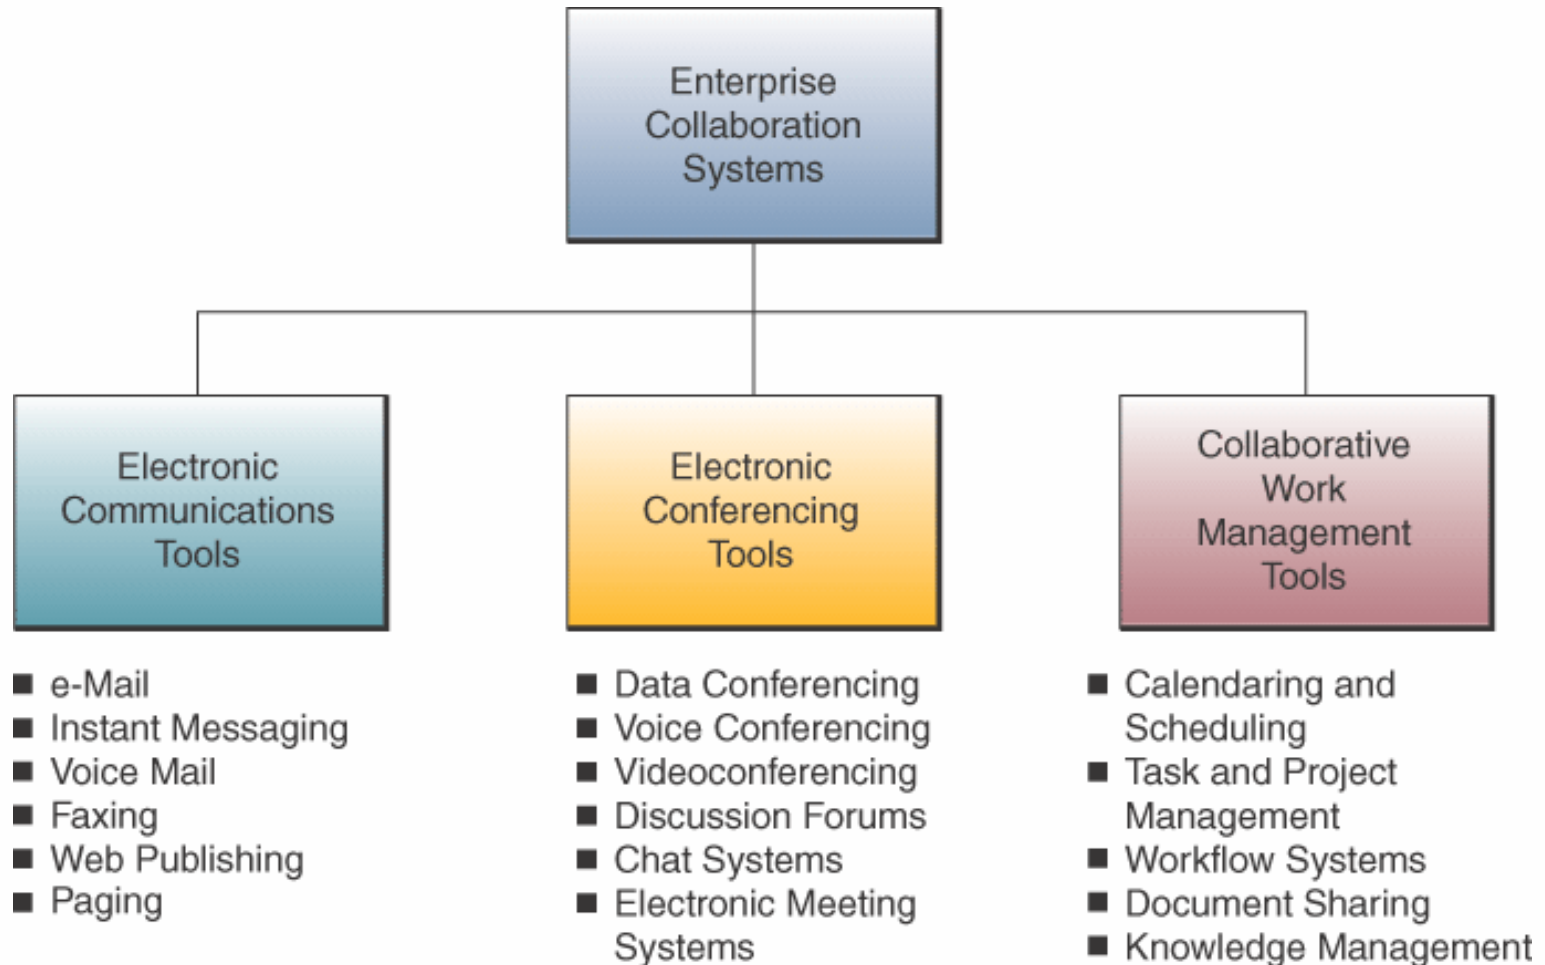 Enterprise
Collaboration
Systems
Electronic
Communications
Tools
Electronic
Conferencing
Tools
Collaborative
Work
Management
Tools
■ e-Mail
■ Instant Messaging
■ Voice Mail
■ Faxing
■ Web Publishing
■ Paging
■ Data Conferencing
■ Voice Conferencing
■ Videoconferencing
■ Discussion Forums
■ Chat Systems
■ Electronic Meeting
Systems
■ Calendaring and
Scheduling
■ Task and Project
Management
■ Workflow Systems
■ Document Sharing
■ Knowledge Management